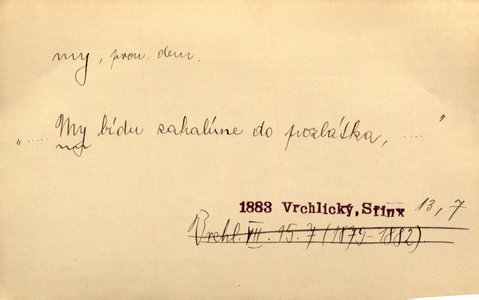 my, pron. dem.
"..... My bídu zahalíme do pozlátka, ....."
1883 Vrchlický, Sfinx 13, 7
Vrchl. VII. 15. 7 (1879-1882)